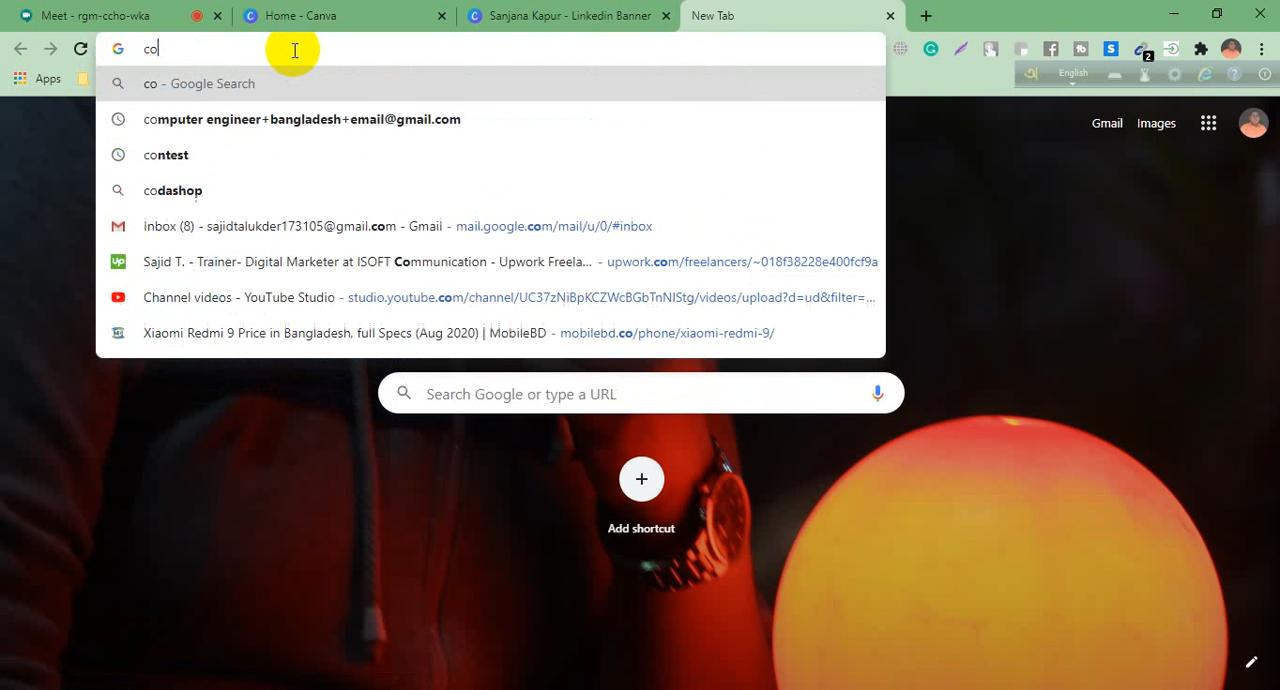 Meet - rgm-ccho-wka
Home - Canva
Sanjana Kapur - Linkedin Banner
New Tab
co
2
English
Apps
co - Google Search
computer engineer+bangladesh+email@gmail.com
contest
codashop
Inbox (8) - sajidtalukder173105@gmail.com - Gmail - mail.google.com/mail/u/0/#inbox
Sajid T. - Trainer- Digital Marketer at ISOFT Communication - Upwork Freela... - upwork.com/freelancers/~018f38228e400fcf9a
Channel videos - YouTube Studio - studio.youtube.com/channel/UC37zNiBpKCZWcBGbTnNIStg/videos/upload?d=ud&filter=...
Xiaomi Redmi 9 Price in Bangladesh, full Specs (Aug 2020) | MobileBD - mobilebd.co/phone/xiaomi-redmi-9/
Gmail Images
Search Google or type a URL
Add shortcut